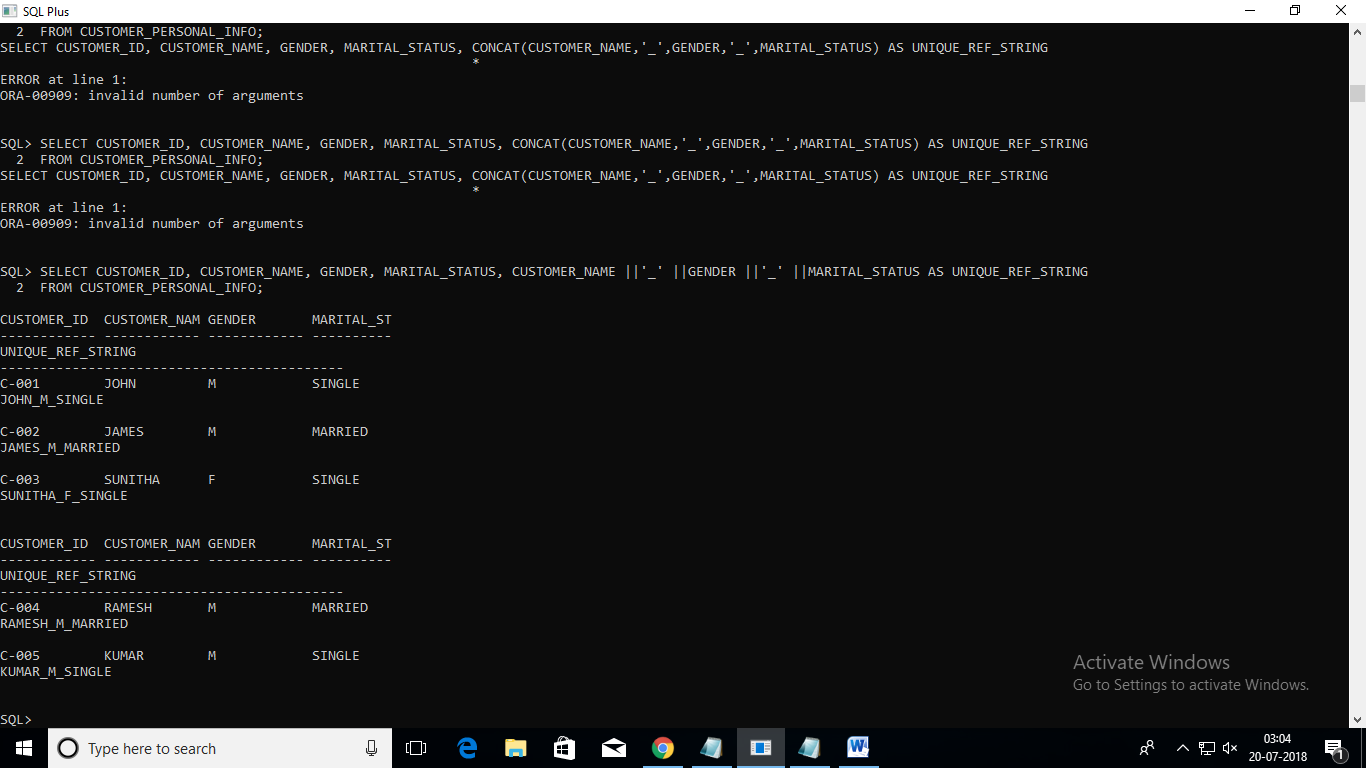 SQL Plus
2 FROM CUSTOMER_PERSONAL_INFO;
SELECT CUSTOMER_ID, CUSTOMER_NAME, GENDER, MARITAL_STATUS, CONCAT(CUSTOMER_NAME,'_',GENDER,'_',MARITAL_STATUS) AS UNIQUE_REF_STRING
*
ERROR at line 1:
ORA-00909: invalid number of arguments
SQL> SELECT CUSTOMER_ID, CUSTOMER_NAME, GENDER, MARITAL_STATUS, CONCAT(CUSTOMER_NAME,'_',GENDER,'_',MARITAL_STATUS) AS UNIQUE_REF_STRING
2 FROM CUSTOMER_PERSONAL_INFO;
SELECT CUSTOMER_ID, CUSTOMER_NAME, GENDER, MARITAL_STATUS, CONCAT(CUSTOMER_NAME,'_',GENDER,'_',MARITAL_STATUS) AS UNIQUE_REF_STRING
*
ERROR at line 1:
ORA-00909: invalid number of arguments
SQL> SELECT CUSTOMER_ID, CUSTOMER_NAME, GENDER, MARITAL_STATUS, CUSTOMER_NAME ||'_' ||GENDER ||'_' ||MARITAL_STATUS AS UNIQUE_REF_STRING
2 FROM CUSTOMER_PERSONAL_INFO;
CUSTOMER_ID CUSTOMER_NAM GENDER MARITAL_ST
------------ ------------ ------------ ----------
UNIQUE_REF_STRING
-------------------------------------------
C-001 JOHN M SINGLE
JOHN_M_SINGLE
C-002 JAMES M MARRIED
JAMES_M_MARRIED
C-003 SUNITHA F SINGLE
SUNITHA_F_SINGLE
CUSTOMER_ID CUSTOMER_NAM GENDER MARITAL_ST
------------ ------------ ------------ ----------
UNIQUE_REF_STRING
-------------------------------------------
C-004 RAMESH M MARRIED
RAMESH_M_MARRIED
C-005 KUMAR M SINGLE
KUMAR_M_SINGLE
SQL>
Activate Windows
Go to Settings to activate Windows.
Type here to search
03:04
20-07-2018
1